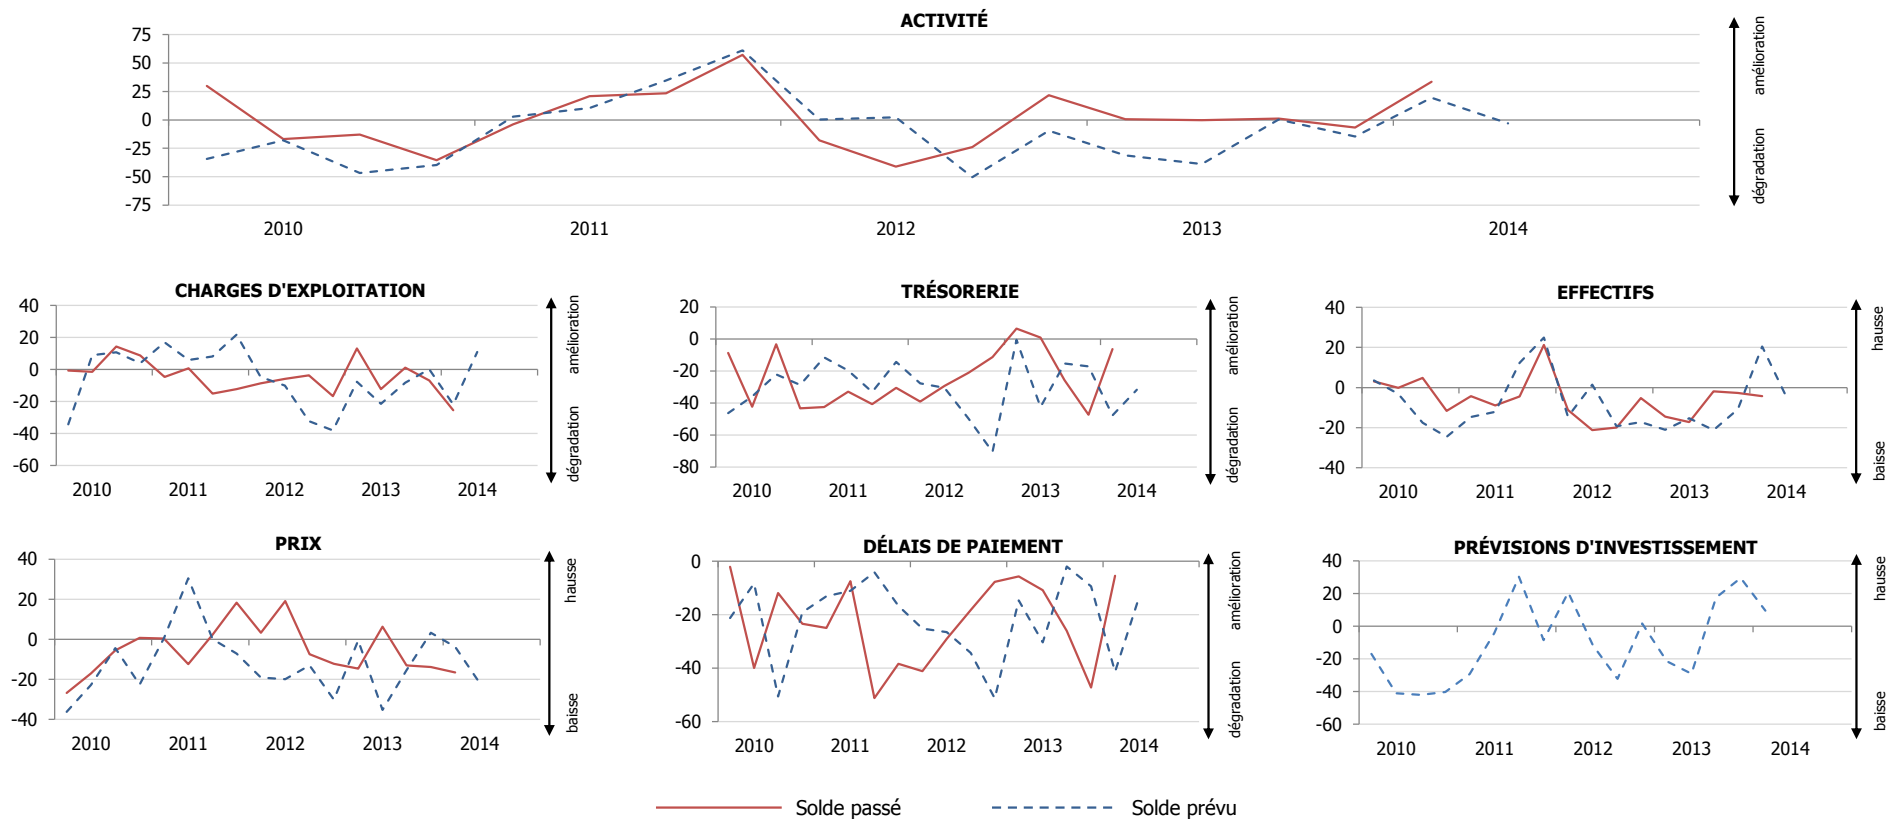 ACTIVITÉ
75
50
25
0
-25
-50
-75
2010 2011 2012 2013 2014
amélioration
dégradation
CHARGES D'EXPLOITATION
40
20
0
-20
-40
-60
2010 2011 2012 2013 2014
amélioration
dégradation
TRÉSORERIE
20
0
-20
-40
-60
-80
2010 2011 2012 2013 2014
amélioration
dégradation
EFFECTIFS
40
20
0
-20
-40
2010 2011 2012 2013 2014
hausse
baisse
PRIX
40
20
0
-20
-40
2010 2011 2012 2013 2014
hausse
baisse
DÉLAIS DE PAIEMENT
0
-20
-40
-60
2010 2011 2012 2013 2014
amélioration
dégradation
PRÉVISIONS D'INVESTISSEMENT
40
20
0
-20
-40
-60
2010 2011 2012 2013 2014
hausse
baisse
Solde passé Solde prévu